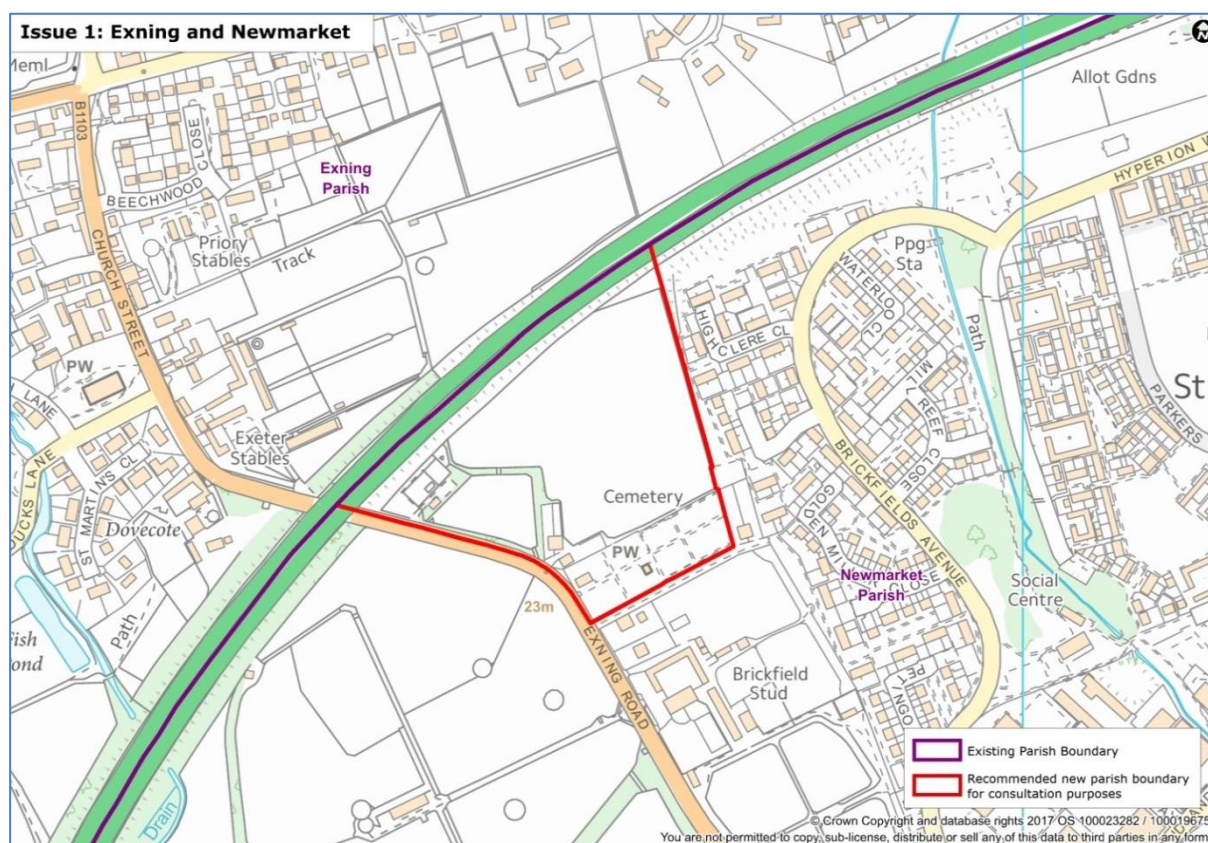 Issue 1: Exning and Newmarket
Meml
B1103
BEECHWOOD CLOSE
Exning
Parish
Allot Gdns
HYPERION W
CHURCH STREET
Priory
Stables
Track
Ppg
Sta
WATERLOO CL
HIGHCLERE CL
MILL REEF CLOSE
Path
St
PARKERS
PW
LANE
DUCKS LANE
ST MARTINS CL
Exeter
Stables
Dovecote
BRICKFIELDS AVENUE
Cemetery
PW
GOLDEN MI
CLOSE
Newmarket
Parish
Social
Centre
23m
EXNING ROAD
Path
Brickfield
Stud
PETINGO
Drain
Existing Parish Boundary
Recommended new parish boundary
for consultation purposes
© Crown Copyright and database rights 2017 OS 100023282 / 100019675
You are not permitted to copy, sub-license, distribute or sell any of this data to third parties in any form